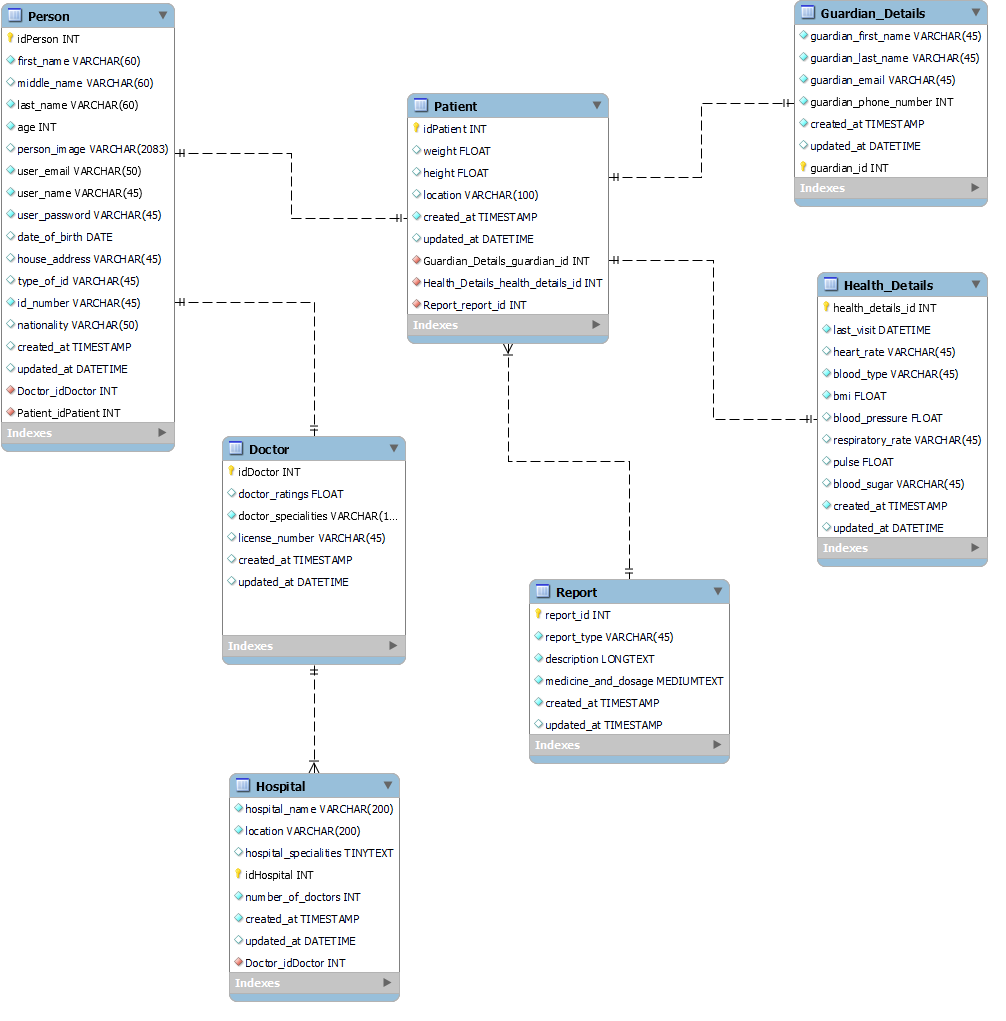 Person
idPerson INT
first_name VARCHAR(60)
middle_name VARCHAR(60)
last_name VARCHAR(60)
age INT
person_image VARCHAR(2083)
user_email VARCHAR(50)
user_name VARCHAR(45)
user_password VARCHAR(45)
date_of_birth DATE
house_address VARCHAR(45)
type_of_id VARCHAR(45)
id_number VARCHAR(45)
nationality VARCHAR(50)
created_at TIMESTAMP
updated_at DATETIME
Doctor_idDoctor INT
Patient_idPatient INT
Indexes
Patient
idPatient INT
weight FLOAT
height FLOAT
location VARCHAR(100)
created_at TIMESTAMP
updated_at DATETIME
Guardian_Details_guardian_id INT
Health_Details_health_details_id INT
Report_report_id INT
Indexes
Guardian_Details
guardian_first_name VARCHAR(45)
guardian_last_name VARCHAR(45)
guardian_email VARCHAR(45)
guardian_phone_number INT
created_at TIMESTAMP
updated_at DATETIME
guardian_id INT
Indexes
Health_Details
health_details_id INT
last_visit DATETIME
heart_rate VARCHAR(45)
blood_type VARCHAR(45)
bmi FLOAT
blood_pressure FLOAT
respiratory_rate VARCHAR(45)
pulse FLOAT
blood_sugar VARCHAR(45)
created_at TIMESTAMP
updated_at DATETIME
Indexes
Doctor
idDoctor INT
doctor_ratings FLOAT
doctor_specialities VARCHAR(1...
license_number VARCHAR(45)
created_at TIMESTAMP
updated_at DATETIME
Indexes
Report
report_id INT
report_type VARCHAR(45)
description LONGTEXT
medicine_and_dosage MEDIUMTEXT
created_at TIMESTAMP
updated_at TIMESTAMP
Indexes
Hospital
hospital_name VARCHAR(200)
location VARCHAR(200)
hospital_specialities TINYTEXT
idHospital INT
number_of_doctors INT
created_at TIMESTAMP
updated_at DATETIME
Doctor_idDoctor INT
Indexes